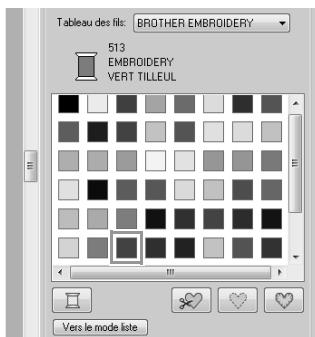 Tableau des fils: BROTHER EMBROIDERY
513
EMBROIDERY
VERT TILLEUL
Vers le mode liste